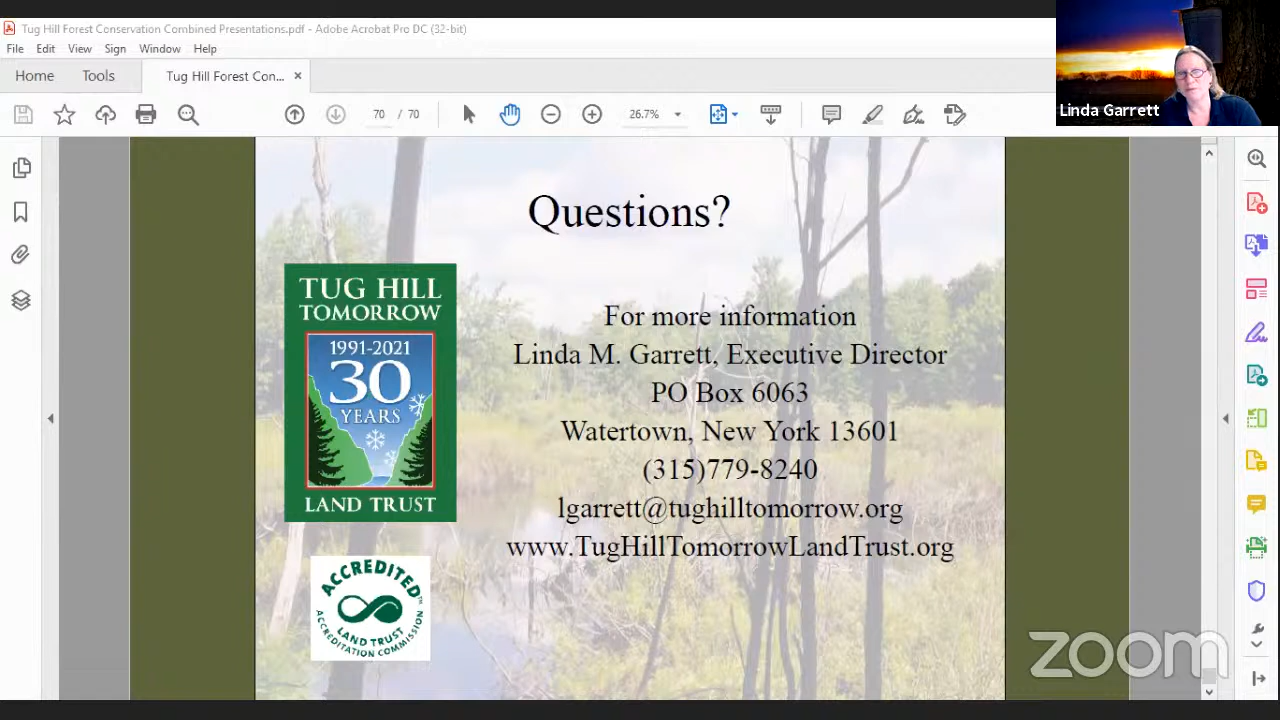 Tug Hill Forest Conservation Combined Presentations.pdf - Adobe Acrobat Pro DC (32-bit)
File Edit View Sign Window Help
Home Tools Tug Hill Forest Con... ×
70 / 70 26.7%
Linda Garrett
Questions?
TUG HILL
TOMORROW
1991-2021
30
YEARS
LAND TRUST
For more information
Linda M. Garrett, Executive Director
PO Box 6063
Watertown, New York 13601
(315)779-8240
lgarrett@tughilltomorrow.org
www.TugHillTomorrowLandTrust.org
ACCREDITED
LAND TRUST
ACCREDITATION COMMISSION
zoom